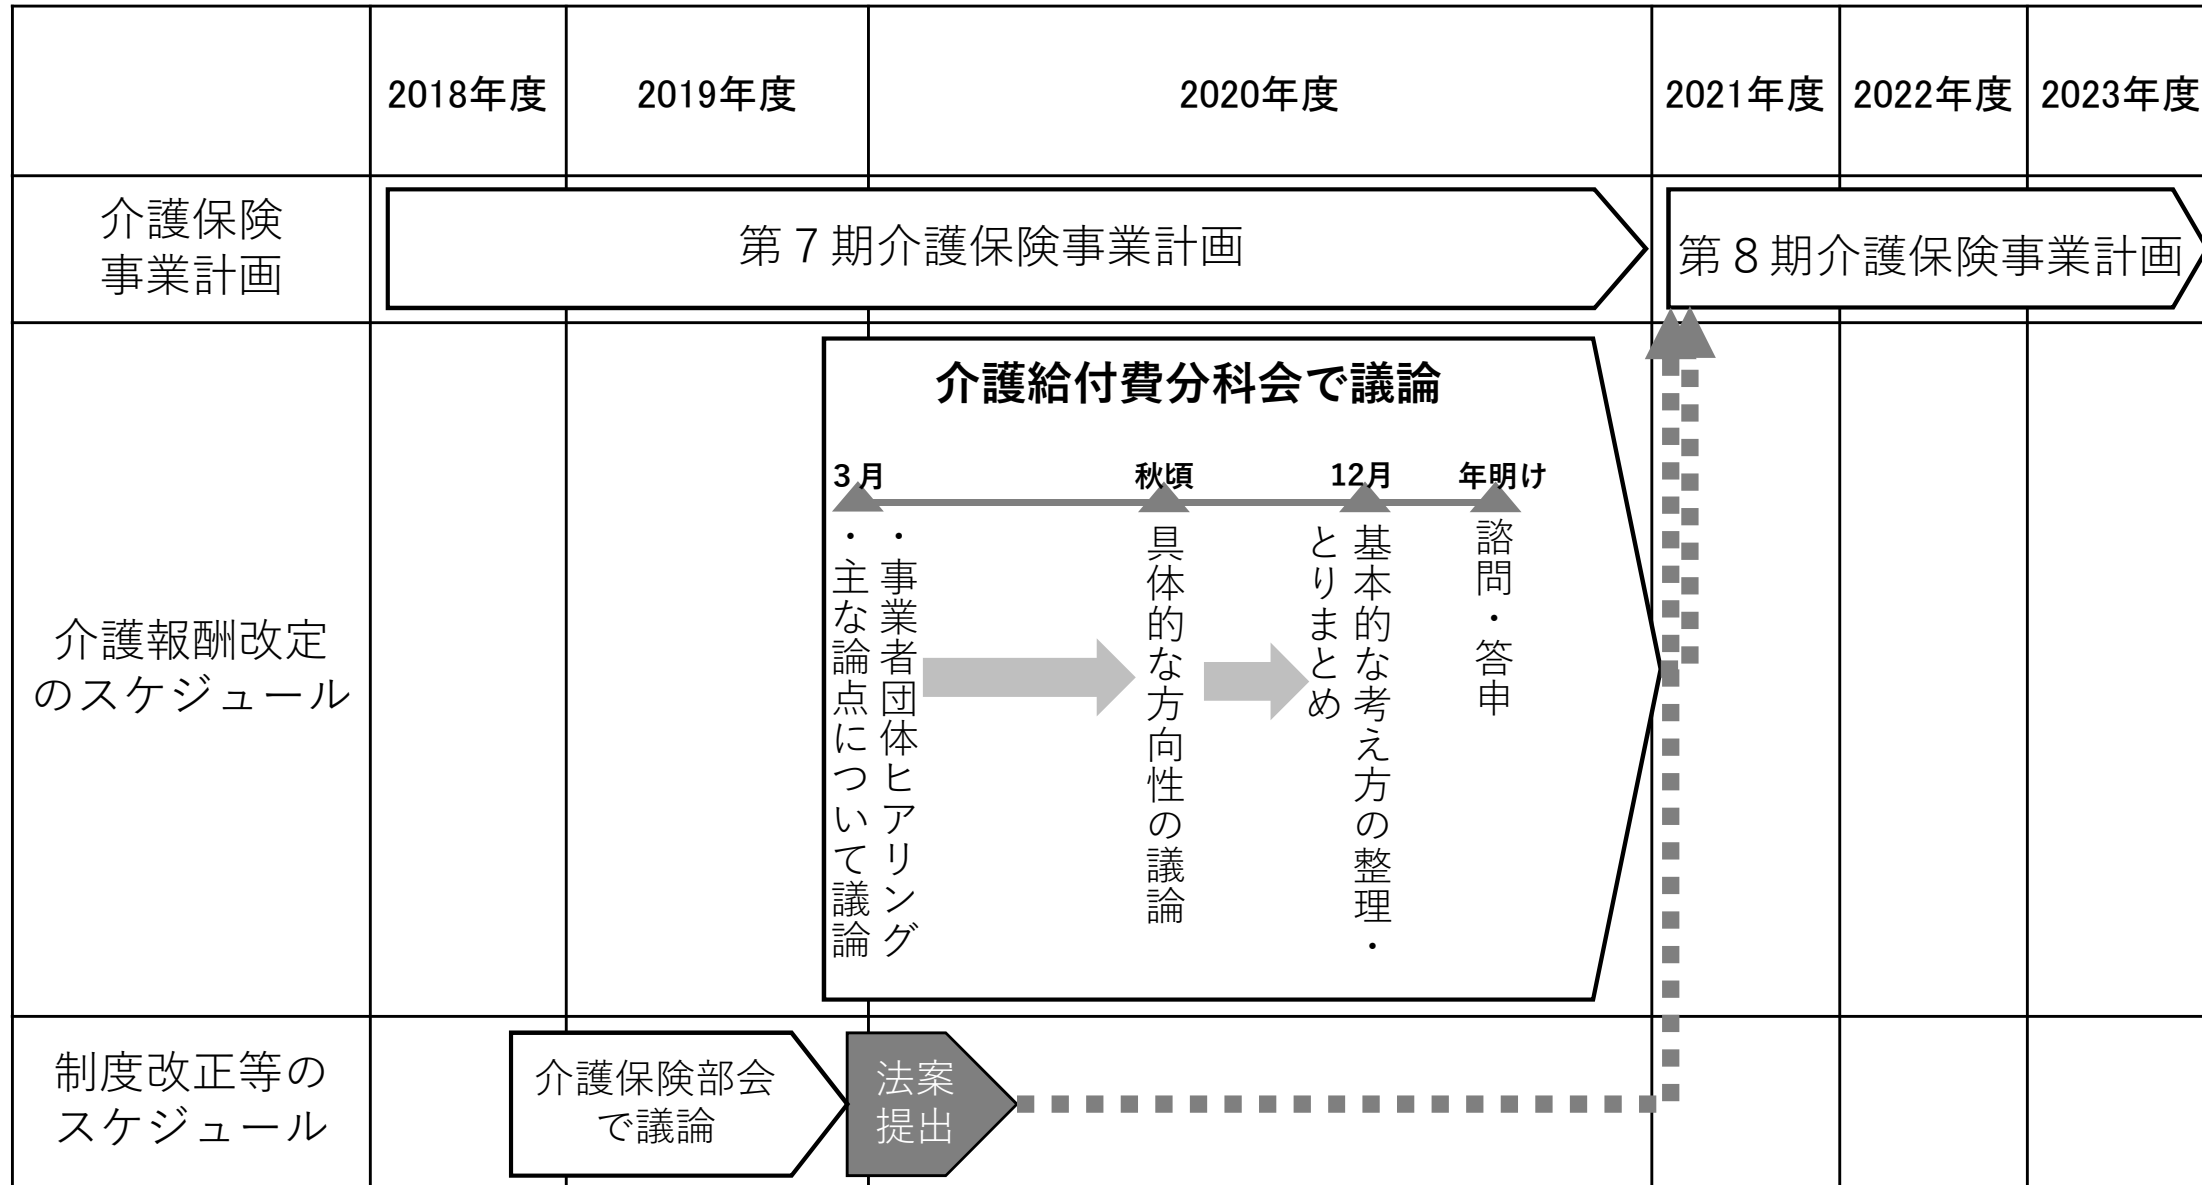 2018年度
2019年度
2020年度
2021年度
2022年度
2023年度
介護保険
事業計画
第７期介護保険事業計画
第８期介護保険事業計画
介護報酬改定
のスケジュール
介護給付費分科会で議論
３月
秋頃
12月
年明け
・事業者団体ヒアリング
・主な論点について議論
具体的な方向性の議論
基本的な考え方の整理・
とりまとめ
諮問・答申
制度改正等の
スケジュール
介護保険部会
で議論
法案
提出